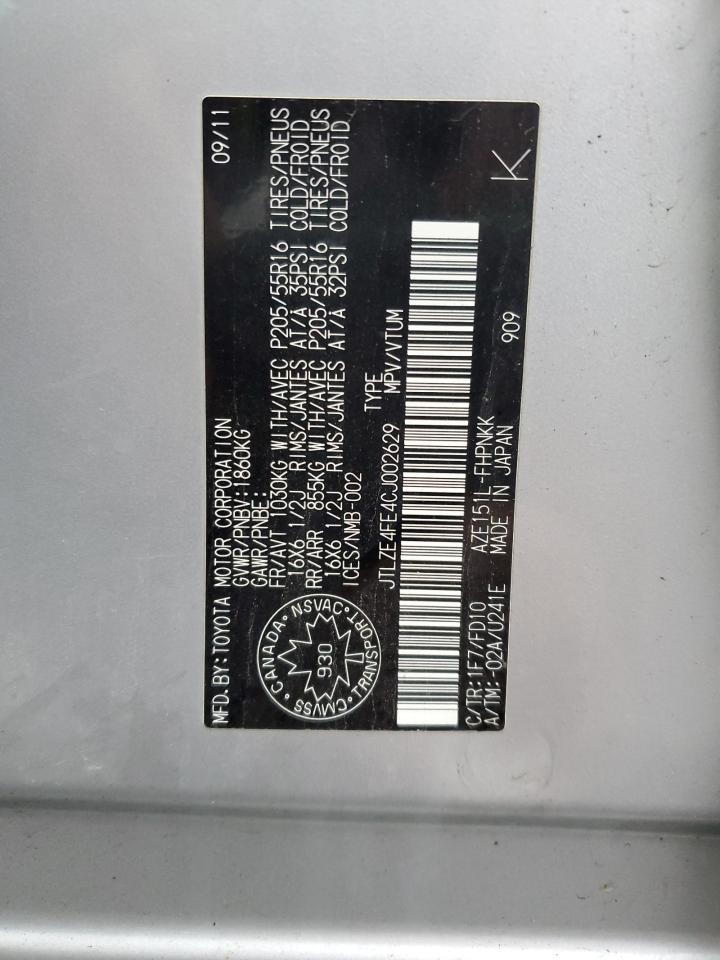 MFD.BY:TOYOTA MOTOR CORPORATION 09/11
GVWR/PNBV:1860KG
GAWR/PNBE:
FR/AVT 1030KG WITH/AVEC P205/55R16 TIRES/PNEUS
16X6 1/2J RIMS/JANTES AT/À 35PSI COLD/FROID
RR/ARR 855KG WITH/AVEC P205/55R16 TIRES/PNEUS
16X6 1/2J RIMS/JANTES AT/À 32PSI COLD/FROID
ICES/NMB-002
CANADA · NSVAC · TRANSPORT · CMVSS ·
930
TYPE
JTLZE4FE4CJ002629 MPV/VTUM
C/TR:1F7/FD10 AZE151L-FHPNKK
A/TM:-02A/U241E MADE IN JAPAN 909 K